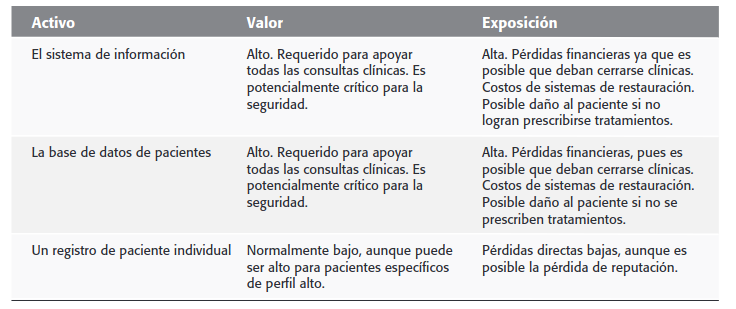 Activo Valor Exposición
El sistema de información Alto. Requerido para apoyar Alta. Pérdidas financieras ya que es
todas las consultas clínicas. Es posible que deban cerrarse clínicas.
potencialmente crítico para la Costos de sistemas de restauración.
seguridad. Posible daño al paciente si no
logran prescribirse tratamientos.
La base de datos de pacientes Alto. Requerido para apoyar Alta. Pérdidas financieras, pues es
todas las consultas clínicas. Es posible que deban cerrarse clínicas.
potencialmente crítico para la Costos de sistemas de restauración.
seguridad. Posible daño al paciente si no se
prescriben tratamientos.
Un registro de paciente individual Normalmente bajo, aunque puede Pérdidas directas bajas, aunque es
ser alto para pacientes específicos posible la pérdida de reputación.
de perfil alto.